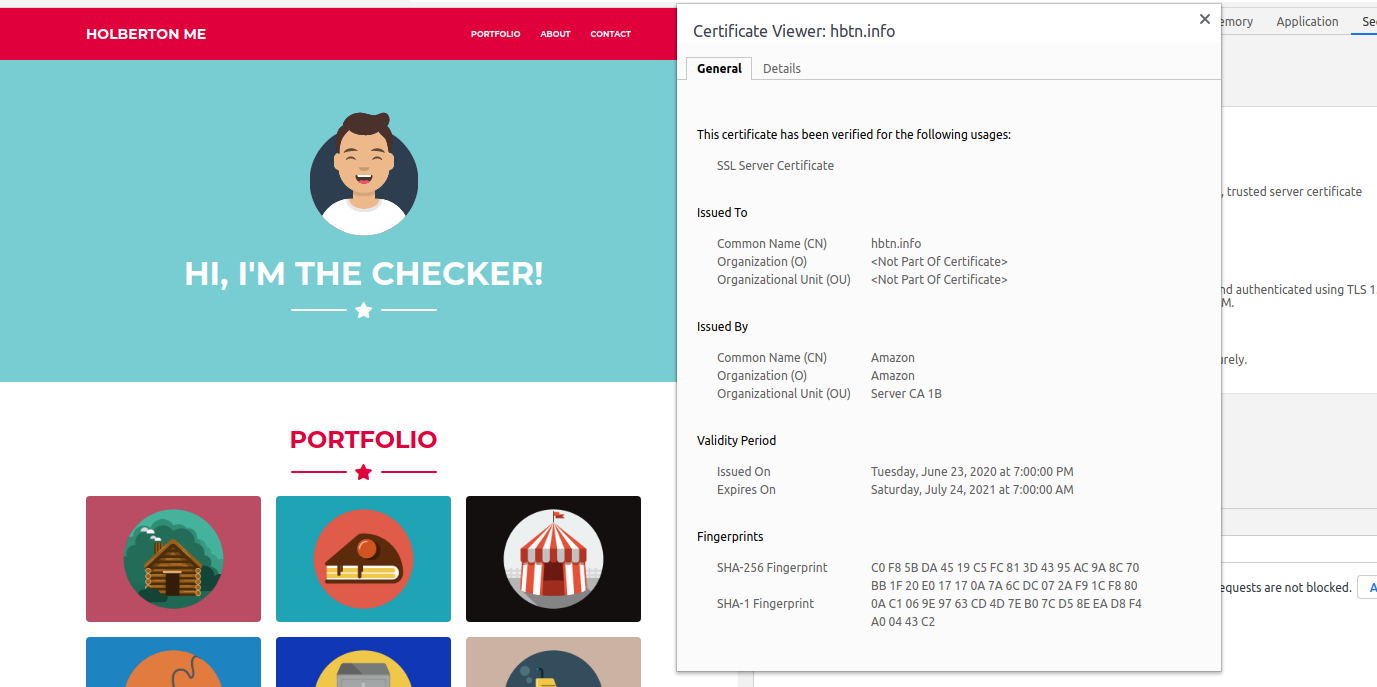 HOLBERTON ME
PORTFOLIO ABOUT CONTACT
HI, I'M THE CHECKER!
PORTFOLIO
Certificate Viewer: hbtn.info
General Details
This certificate has been verified for the following usages:
SSL Server Certificate
Issued To
Common Name (CN) hbtn.info
Organization (O) <Not Part Of Certificate>
Organizational Unit (OU) <Not Part Of Certificate>
Issued By
Common Name (CN) Amazon
Organization (O) Amazon
Organizational Unit (OU) Server CA 1B
Validity Period
Issued On Tuesday, June 23, 2020 at 7:00:00 PM
Expires On Saturday, July 24, 2021 at 7:00:00 AM
Fingerprints
SHA-256 Fingerprint C0 F8 5B DA 45 19 C5 FC 81 3D 43 95 AC 9A 8C 70
BB 1F 20 E0 17 17 0A 7A 6C DC 07 2A F9 1C F8 80
SHA-1 Fingerprint 0A C1 06 9E 97 63 CD 4D 7E B0 7C D5 8E EA D8 F4
A0 04 43 C2
Application
, trusted server certificate
authenticated using TLS 1.
M.
equests are not blocked.